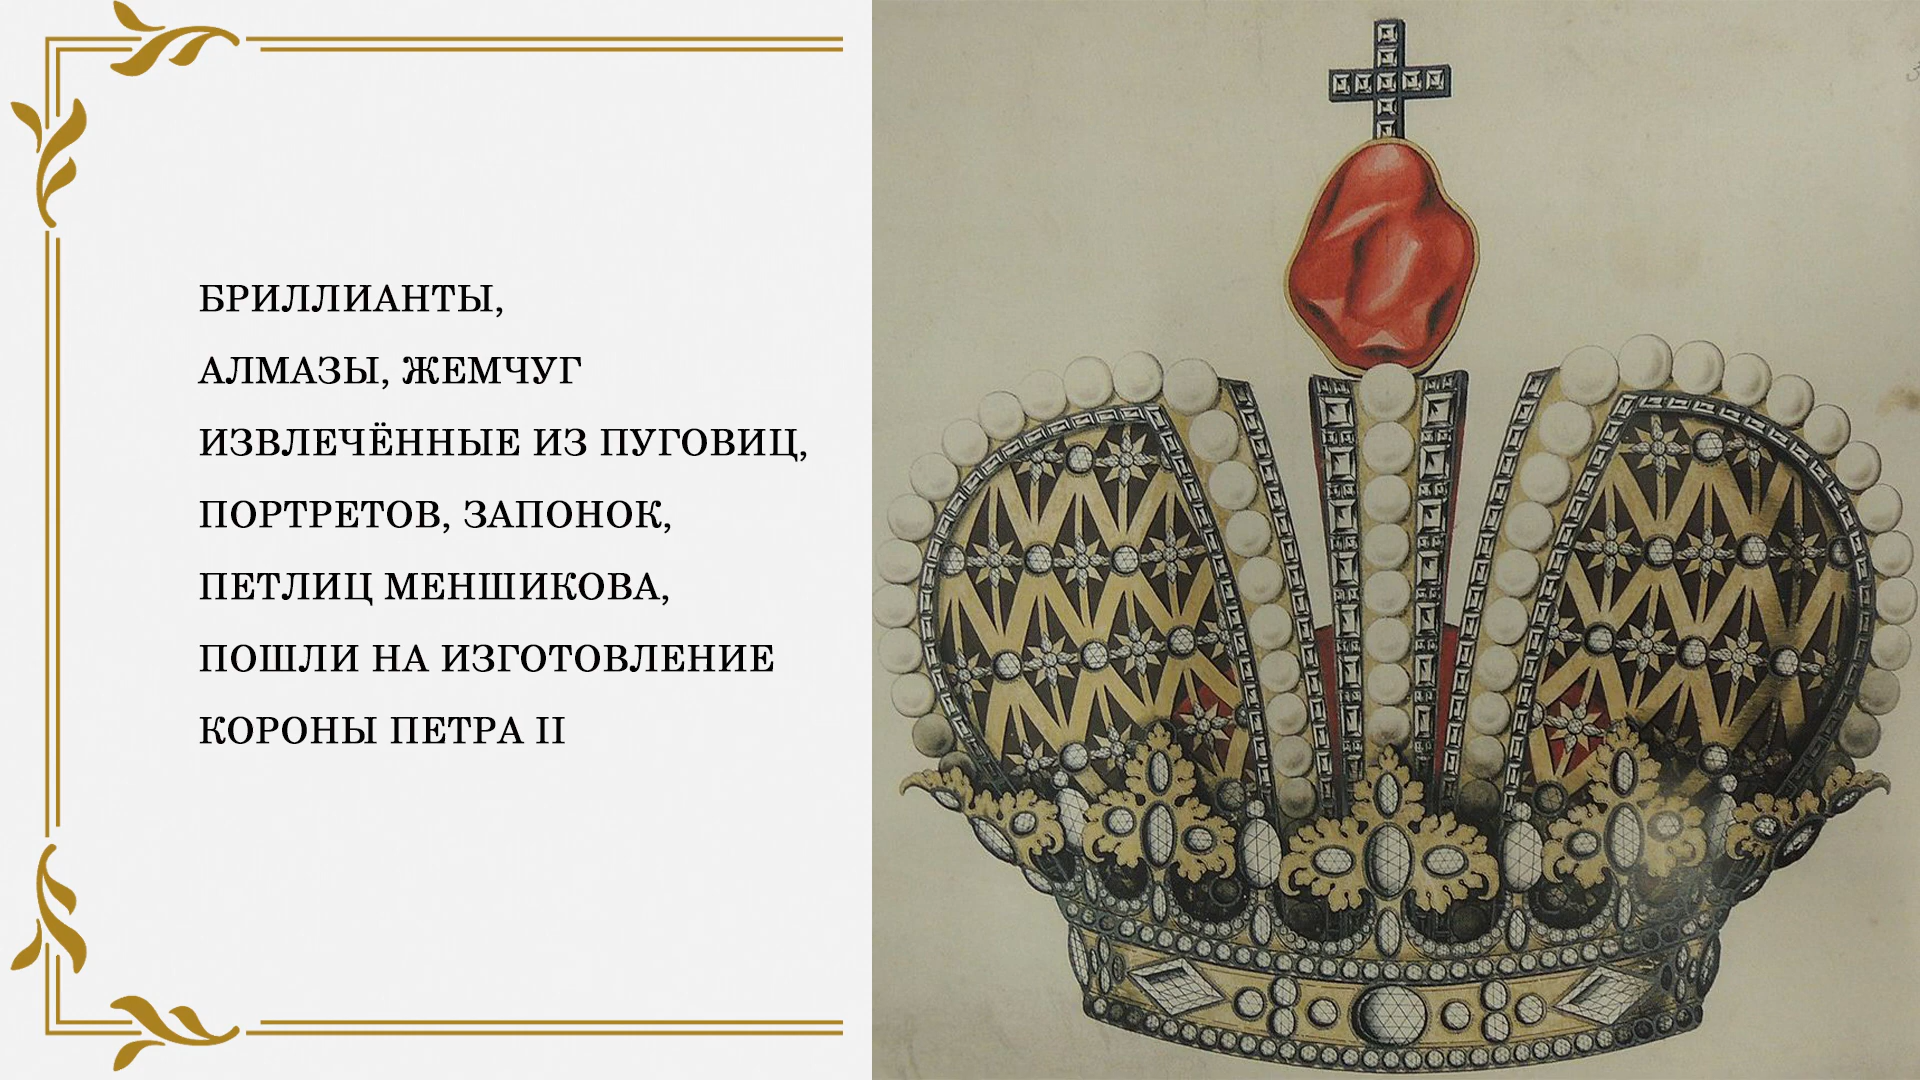 БРИЛЛИАНТЫ,
АЛМАЗЫ, ЖЕМЧУГ
ИЗВЛЕЧЁННЫЕ ИЗ ПУГОВИЦ,
ПОРТРЕТОВ, ЗАПОНОК,
ПЕТЛИЦ МЕНШИКОВА,
ПОШЛИ НА ИЗГОТОВЛЕНИЕ
КОРОНЫ ПЕТРА II